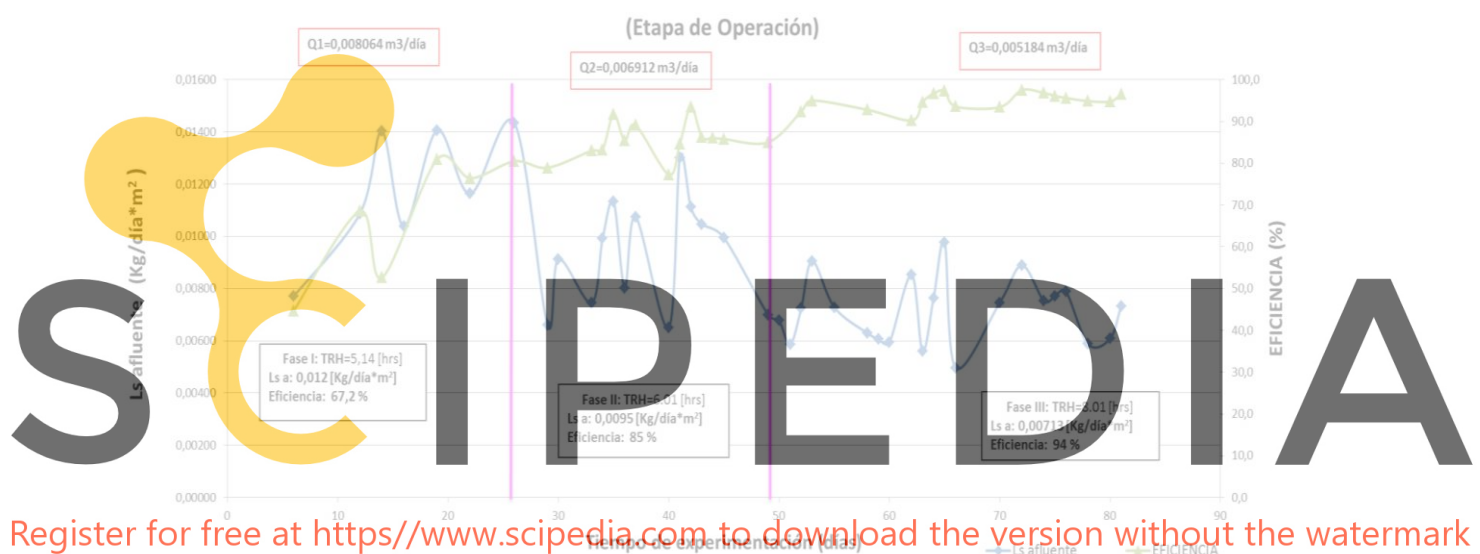 (Etapa de Operación)
Q1=0,008064 m3/día
Q2=0,006912 m3/día
Q3=0,005184 m3/día
0,01600
0,01400
0,01200
0,01000
0,00800
0,00600
0,00400
0,00200
0,00000
Ls afluente (Kg/día*m²)
100,0
90,0
80,0
70,0
60,0
50,0
40,0
30,0
20,0
10,0
0,0
EFICIENCIA (%)
Fase I: TRH=5,14 [hrs]
Ls a: 0,012 [Kg/día*m²]
Eficiencia: 67,2 %
Fase II: TRH=6.01 [hrs]
Ls a: 0,0095 [Kg/día*m²]
Eficiencia: 85 %
Fase III: TRH=3.01 [hrs]
Ls a: 0,00713 [Kg/día*m²]
Eficiencia: 94 %
SCIPEDIA
0 10 20 30 40 50 60 70 80 90
Register for free at https//www.scipedia.com to download the version without the watermark
Tiempo de experimentación (días)
Ls afluente
EFICIENCIA